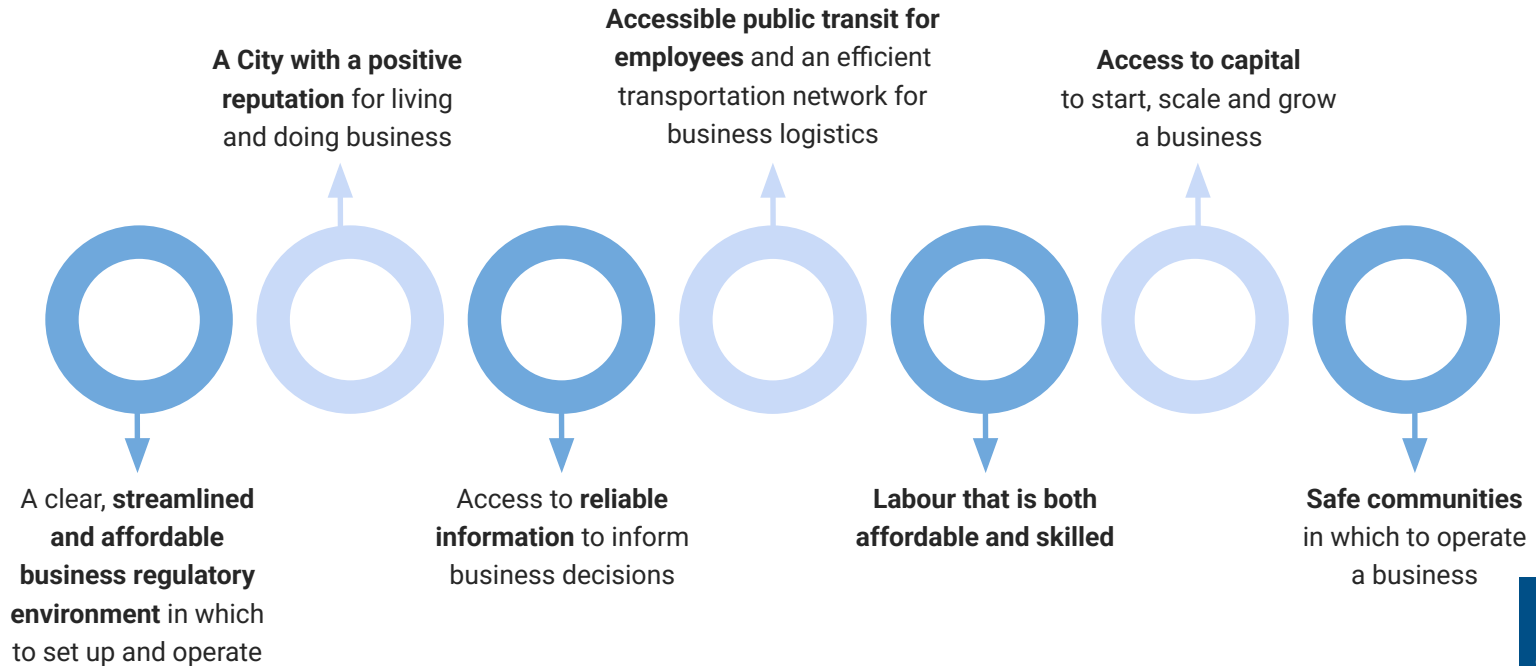 A clear, streamlined
and affordable
business regulatory
environment in which
to set up and operate
A City with a positive
reputation for living
and doing business
Access to reliable
information to inform
business decisions
Accessible public transit for
employees and an efficient
transportation network for
business logistics
Labour that is both
affordable and skilled
Access to capital
to start, scale and grow
a business
Safe communities
in which to operate
a business